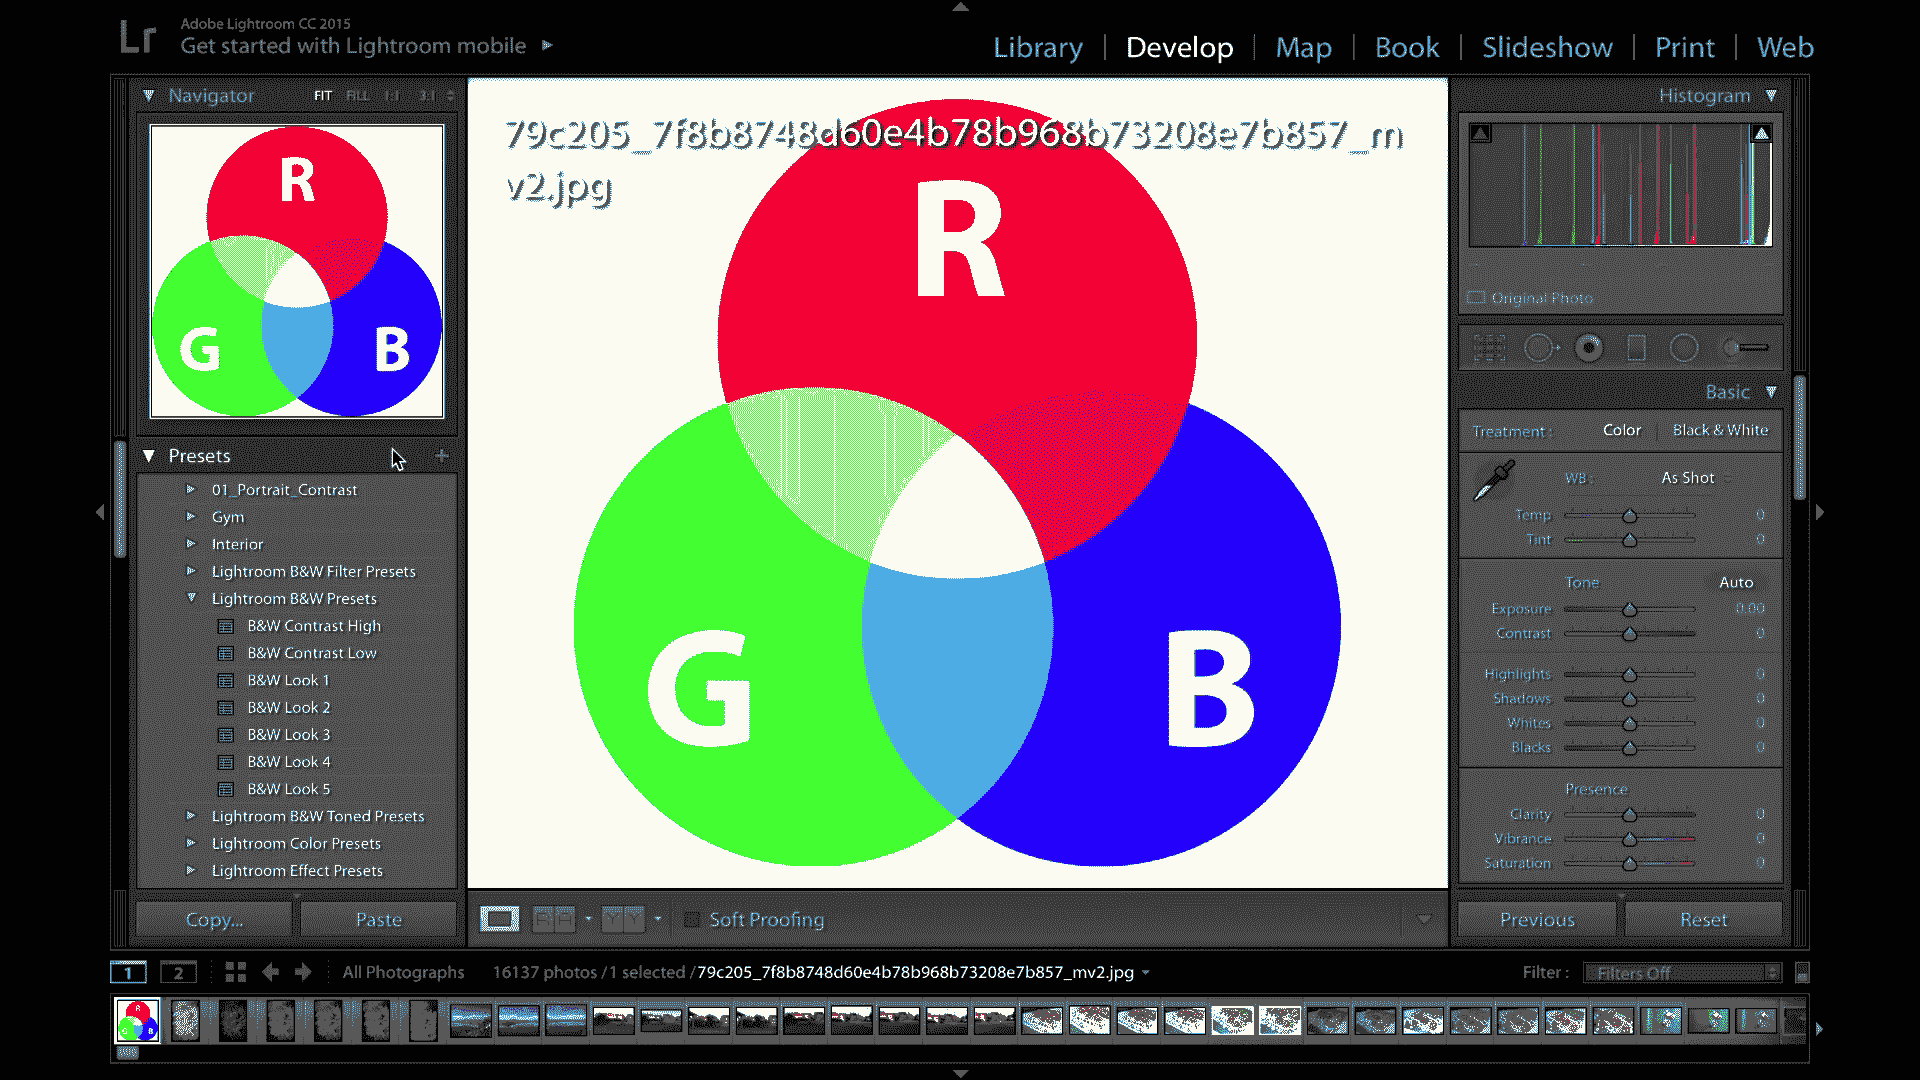 Lr
Adobe Lightroom CC 2015
Get started with Lightroom mobile
Library | Develop | Map | Book | Slideshow | Print | Web
Navigator FIT FILL 1:1 3:1
R
G
B
Presets
01_Portrait_Contrast
Gym
Interior
Lightroom B&W Filter Presets
Lightroom B&W Presets
B&W Contrast High
B&W Contrast Low
B&W Look 1
B&W Look 2
B&W Look 3
B&W Look 4
B&W Look 5
Lightroom B&W Toned Presets
Lightroom Color Presets
Lightroom Effect Presets
Copy... Paste
79c205_7f8b8748d60e4b78b968b73208e7b857_m
v2.jpg
R
G
B
Soft Proofing
Histogram
Original Photo
Basic
Treatment: Color | Black & White
WB: As Shot
Temp 0
Tint 0
Tone Auto
Exposure 0.00
Contrast 0
Highlights 0
Shadows 0
Whites 0
Blacks 0
Presence
Clarity 0
Vibrance 0
Saturation 0
Previous Reset
1 2 All Photographs 16137 photos / 1 selected / 79c205_7f8b8748d60e4b78b968b73208e7b857_mv2.jpg Filter: Filters Off